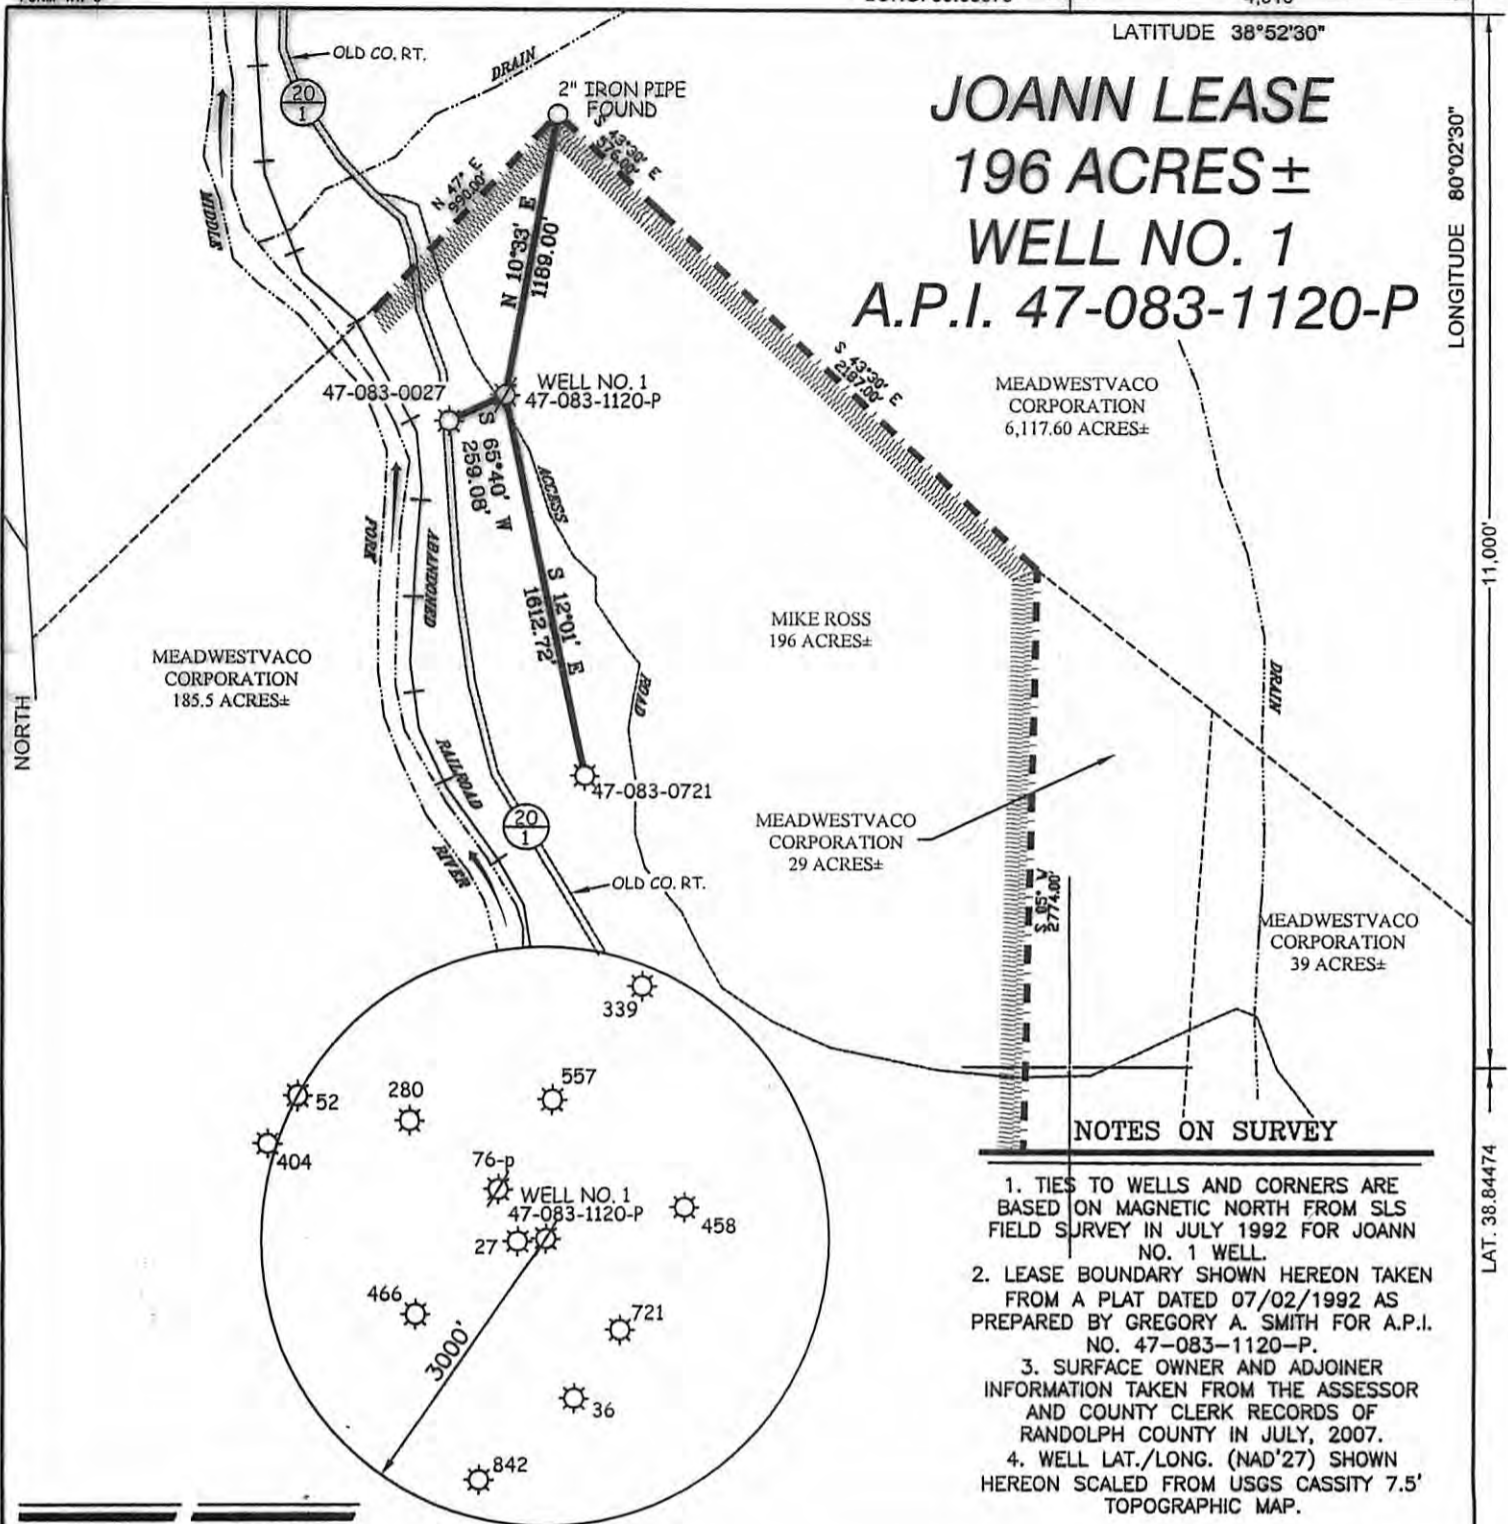 LATITUDE 38°52'30"
JOANN LEASE
196 ACRES±
WELL NO. 1
A.P.I. 47-083-1120-P
LONGITUDE 80°02'30"
OLD CO. RT.
20
1
DRAIN
2" IRON PIPE
FOUND
S 43°30' E
576.00'
N 47° E
990.00'
MIDDLE
N 10°33' E
1189.00'
S 43°30' E
2187.00'
MEADWESTVACO
CORPORATION
6,117.60 ACRES±
47-083-0027
WELL NO. 1
47-083-1120-P
S 65°40' W
259.08'
ACCESS
FORK
ABANDONED
S 12°01' E
1612.72'
11,000'
MIKE ROSS
196 ACRES±
MEADWESTVACO
CORPORATION
185.5 ACRES±
NORTH
ROAD
DRAIN
RAILROAD
47-083-0721
20
1
MEADWESTVACO
CORPORATION
29 ACRES±
RIVER
OLD CO. RT.
S 05° W
2774.00'
MEADWESTVACO
CORPORATION
39 ACRES±
339
557
280
52
404
76-p
WELL NO. 1
47-083-1120-P
458
27
466
721
3000'
36
842
LAT. 38.84474
NOTES ON SURVEY
1. TIES TO WELLS AND CORNERS ARE
BASED ON MAGNETIC NORTH FROM SLS
FIELD SURVEY IN JULY 1992 FOR JOANN
NO. 1 WELL.
2. LEASE BOUNDARY SHOWN HEREON TAKEN
FROM A PLAT DATED 07/02/1992 AS
PREPARED BY GREGORY A. SMITH FOR A.P.I.
NO. 47-083-1120-P.
3. SURFACE OWNER AND ADJOINER
INFORMATION TAKEN FROM THE ASSESSOR
AND COUNTY CLERK RECORDS OF
RANDOLPH COUNTY IN JULY, 2007.
4. WELL LAT./LONG. (NAD'27) SHOWN
HEREON SCALED FROM USGS CASSITY 7.5'
TOPOGRAPHIC MAP.